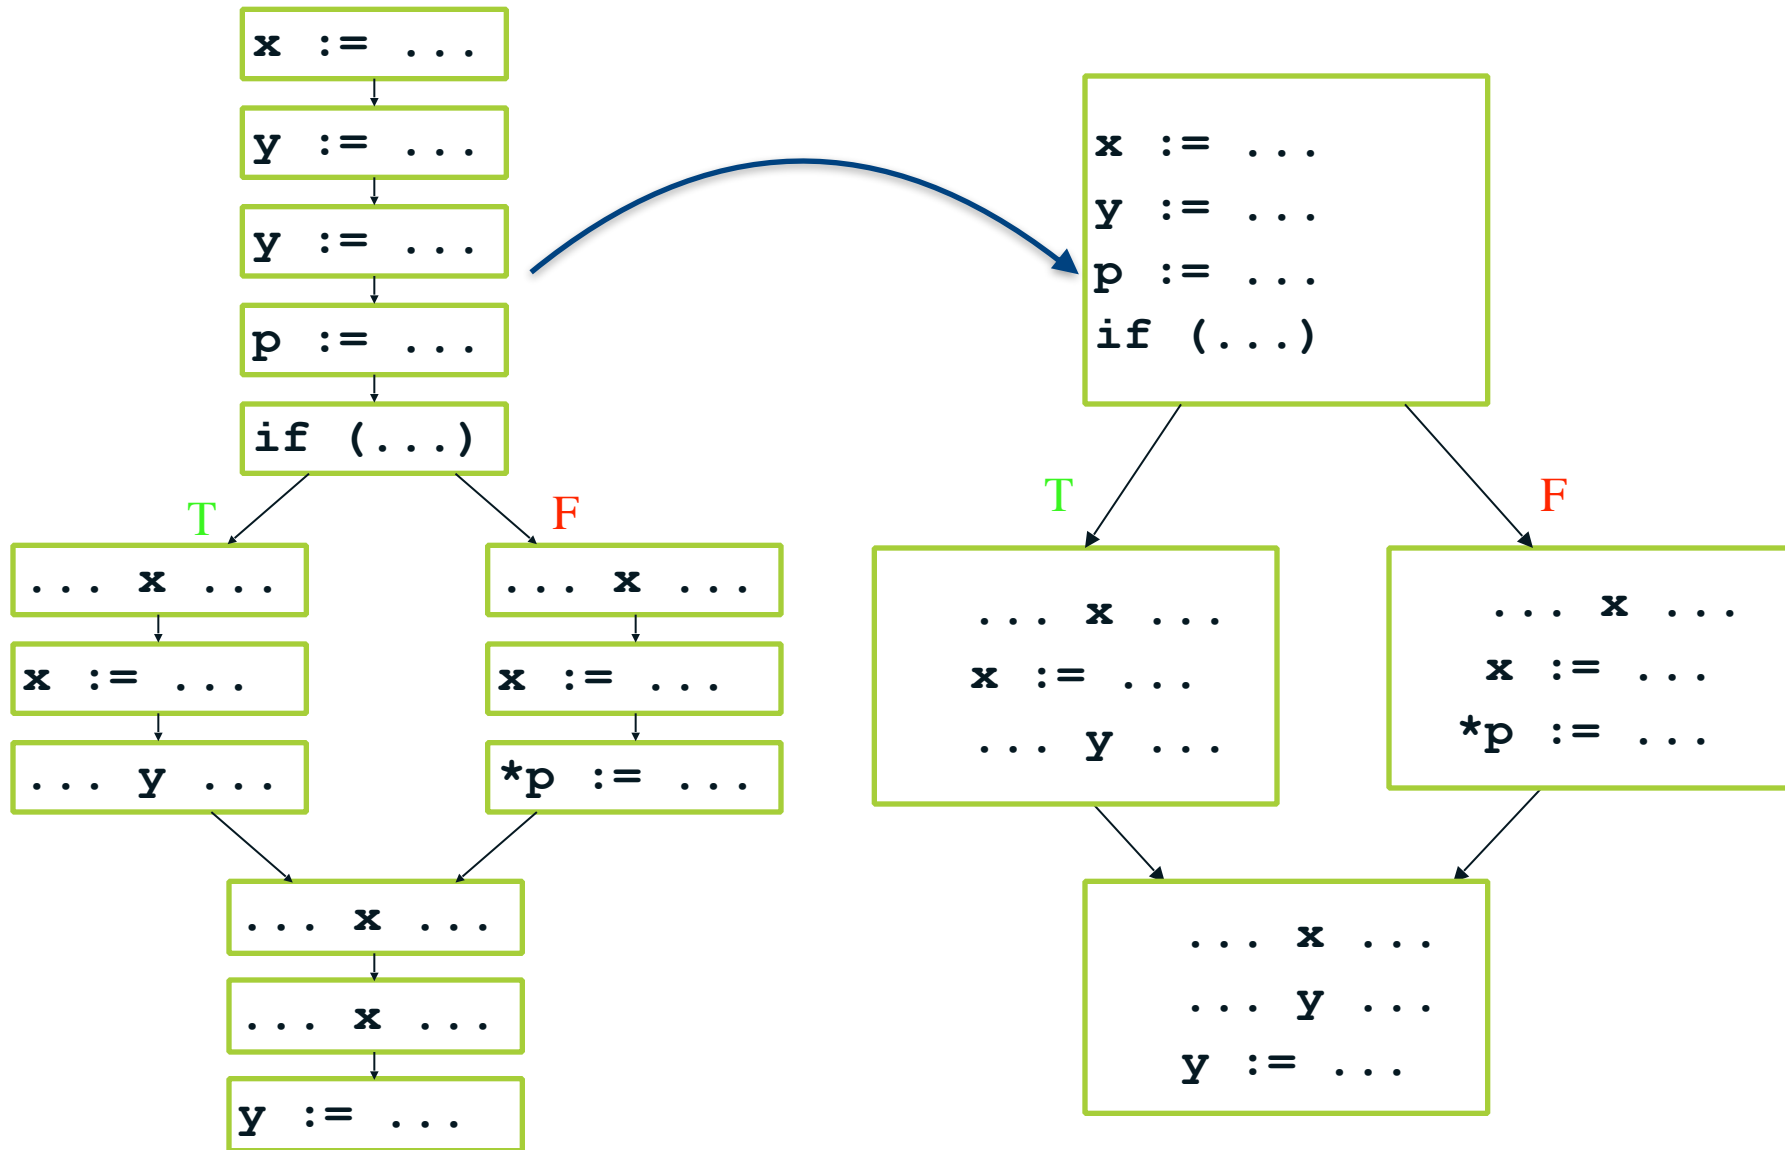 x := ...
y := ...
y := ...
p := ...
if (...)
T
F
... x ...
x := ...
... y ...
... x ...
x := ...
*p := ...
... x ...
... x ...
y := ...
x := ...
y := ...
p := ...
if (...)
T
F
... x ...
x := ...
... y ...
... x ...
x := ...
*p := ...
... x ...
... y ...
y := ...